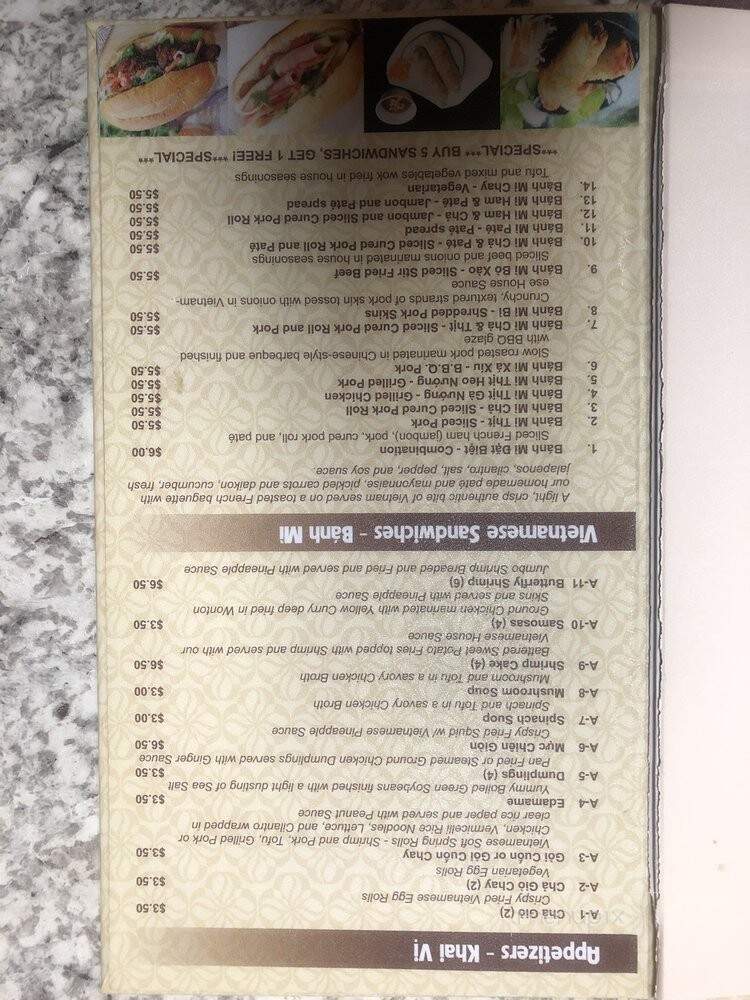 Appetizers - Khai Vị
A-1 Chả Giò (2) $3.50
Crispy Fried Vietnamese Egg Rolls
A-2 Chả Giò Chay (2) $3.50
Vegetarian Egg Rolls
A-3 Gỏi Cuốn or Gỏi Cuốn Chay $3.50
Vietnamese Soft Spring Rolls - Shrimp and Pork, Tofu, Grilled Pork or
Chicken, Vermicelli Rice Noodles, Lettuce, and Cilantro wrapped in
clear rice paper and served with Peanut Sauce
A-4 Edamame $3.50
Yummy Boiled Green Soybeans finished with a light dusting of Sea Salt
A-5 Dumplings (4) $3.50
Pan Fried or Steamed Ground Chicken Dumplings served with Ginger Sauce
A-6 Mực Chiên Giòn $6.50
Crispy Fried Squid w/ Vietnamese Pineapple Sauce
A-7 Spinach Suop $3.00
Spinach and Tofu in a savory Chicken Broth
A-8 Mushroom Soup $3.00
Mushroom and Tofu in a savory Chicken Broth
A-9 Shrimp Cake (4) $6.50
Battered Sweet Potato Fries topped with Shrimp and served with our
Vietnamese House Sauce
A-10 Samosas (4) $3.50
Ground Chicken marinated with Yellow Curry deep fried in Wonton
Skins and served with Pineapple Sauce
A-11 Butterfly Shrimp (6) $6.50
Jumbo Shrimp Breaded and Fried and served with Pineapple Sauce
Vietnamese Sandwiches - Bánh Mì
A light, crisp authentic bite of Vietnam served on a toasted French baguette with
our homemade paté and mayonnaise, pickled carrots and daikon, cucumber, fresh
jalapenos, cilantro, salt, pepper, and soy suace
1. Bánh Mì Đặt Biệt - Combination $6.00
Sliced French ham (jambon), pork, cured pork roll, and paté
2. Bánh Mì Thịt - Sliced Pork $5.50
3. Bánh Mì Chả - Sliced Cured Pork Roll $5.50
4. Bánh Mì Thịt Gà Nướng - Grilled Chicken $5.50
5. Bánh Mì Thịt Heo Nướng - Grilled Pork $5.50
6. Bánh Mì Xá Xíu - B.B.Q. Pork $5.50
Slow roasted pork marinated in Chinese-style barbeque and finished
with BBQ glaze
7. Bánh Mì Chả & Thịt - Sliced Cured Pork Roll and Pork $5.50
8. Bánh Mì Bì - Shredded Pork Skins $5.50
Crunchy, textured strands of pork skin tossed with onions in Vietnam-
ese House Sauce
9. Bánh Mì Bò Xáo - Sliced Stir Fried Beef $5.50
Sliced beef and onions marinated in house seasonings
10. Bánh Mì Chả & Paté - Sliced Cured Pork Roll and Paté $5.50
11. Bánh Mì Paté - Paté spread $5.50
12. Bánh Mì Ham & Chả - Jambon and Sliced Cured Pork Roll $5.50
13. Bánh Mì Ham & Paté - Jambon and Paté spread $5.50
14. Bánh Mì Chay - Vegetarian $5.50
Tofu and mixed vegetables wok fried in house seasonings
***SPECIAL*** BUY 5 SANDWICHES, GET 1 FREE! ***SPECIAL***